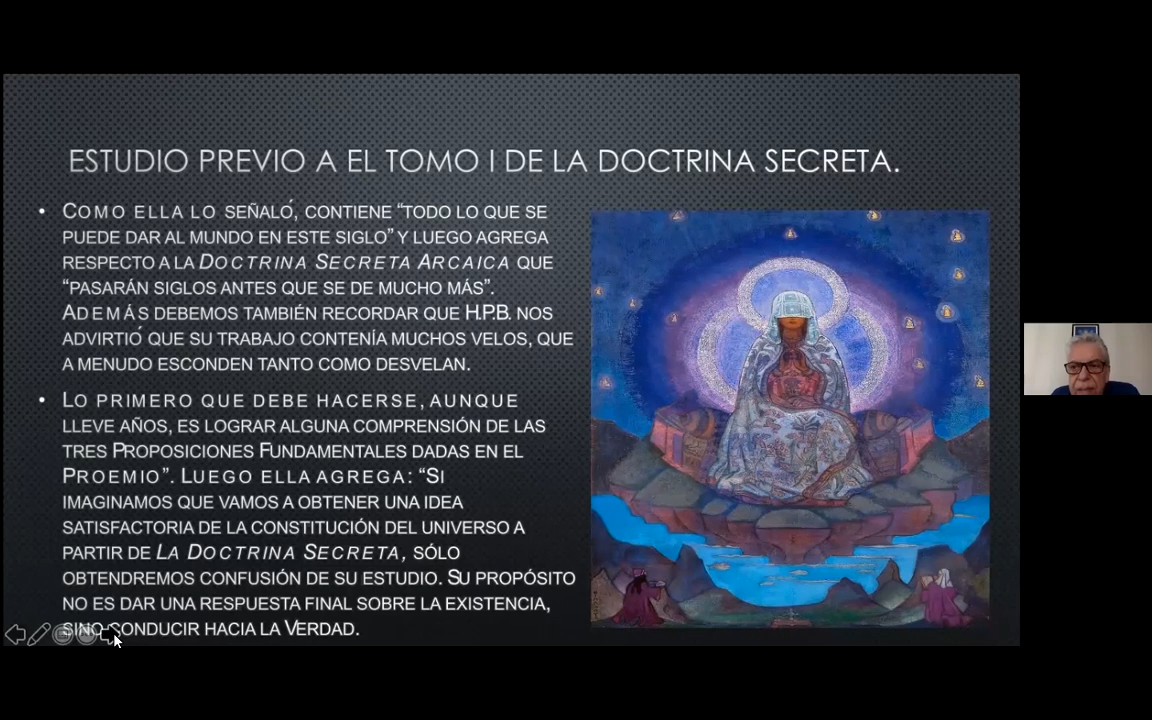 ESTUDIO PREVIO A EL TOMO I DE LA DOCTRINA SECRETA.
• COMO ELLA LO SEÑALÓ, CONTIENE “TODO LO QUE SE
PUEDE DAR AL MUNDO EN ESTE SIGLO” Y LUEGO AGREGA
RESPECTO A LA DOCTRINA SECRETA ARCAICA QUE
“PASARÁN SIGLOS ANTES QUE SE DE MUCHO MÁS”.
ADEMÁS DEBEMOS TAMBIÉN RECORDAR QUE H.P.B. NOS
ADVIRTIÓ QUE SU TRABAJO CONTENÍA MUCHOS VELOS, QUE
A MENUDO ESCONDEN TANTO COMO DESVELAN.
• LO PRIMERO QUE DEBE HACERSE, AUNQUE
LLEVE AÑOS, ES LOGRAR ALGUNA COMPRENSIÓN DE LAS
TRES PROPOSICIONES FUNDAMENTALES DADAS EN EL
PROEMIO”. LUEGO ELLA AGREGA: “SI
IMAGINAMOS QUE VAMOS A OBTENER UNA IDEA
SATISFACTORIA DE LA CONSTITUCIÓN DEL UNIVERSO A
PARTIR DE LA DOCTRINA SECRETA, SÓLO
OBTENDREMOS CONFUSIÓN DE SU ESTUDIO. SU PROPÓSITO
NO ES DAR UNA RESPUESTA FINAL SOBRE LA EXISTENCIA,
SINO CONDUCIR HACIA LA VERDAD.